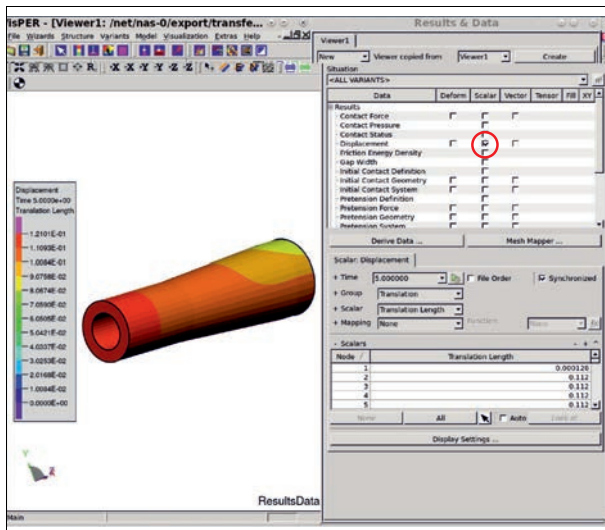 VisPER - [Viewer1: /net/nas-0/export/transfe...
File Edit Structure Variants Model Visualization Extras Help
Results & Data
Viewer1
New Viewer copied from Viewer1 Create
Situation
<ALL VARIANTS>
Data Deform Scalar Vector Tensor Fill XY
Results
Contact Force
Contact Pressure
Contact Status
Displacement
Friction Energy Density
Gap Width
Initial Contact Definition
Initial Contact Geometry
Initial Contact System
Pretension Definition
Pretension Force
Pretension Geometry
Pretension System
Derive Data ... Mesh Mapper ...
Scalar: Displacement
+ Time 5.000000 File Order Synchronized
+ Group Translation
+ Scalar Translation Length
+ Mapping None
- Scalars - + ^
Node / Translation Length
1 0.000128
2 0.112
3 0.112
4 0.112
5 0.112
None All Auto Look at
Display Settings ...
Displacement
Time 5.0000e+00
Translation Length
1.2101E-01
1.1093E-01
1.0084E-01
9.0758E-02
8.0674E-02
7.0590E-02
6.0505E-02
5.0421E-02
4.0337E-02
3.0253E-02
2.0168E-02
1.0084E-02
0.0000E+00
Y
X
ResultsData
Main